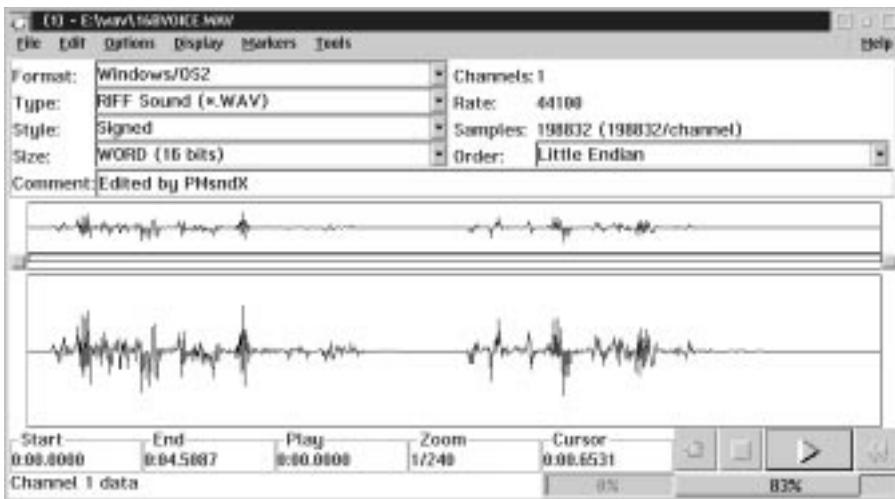 (1) - E:\wav\16BVOICE.WAV
File Edit Options Display Markers Tools Help
Format: Windows/OS2 Channels: 1
Type: RIFF Sound (*.WAV) Rate: 44100
Style: Signed Samples: 198832 (198832/channel)
Size: WORD (16 bits) Order: Little Endian
Comment: Edited by PMsndX
Start End Play Zoom Cursor
0:00.0000 0:04.5087 0:00.0000 1/240 0:00.6531
Channel 1 data 0% 83%